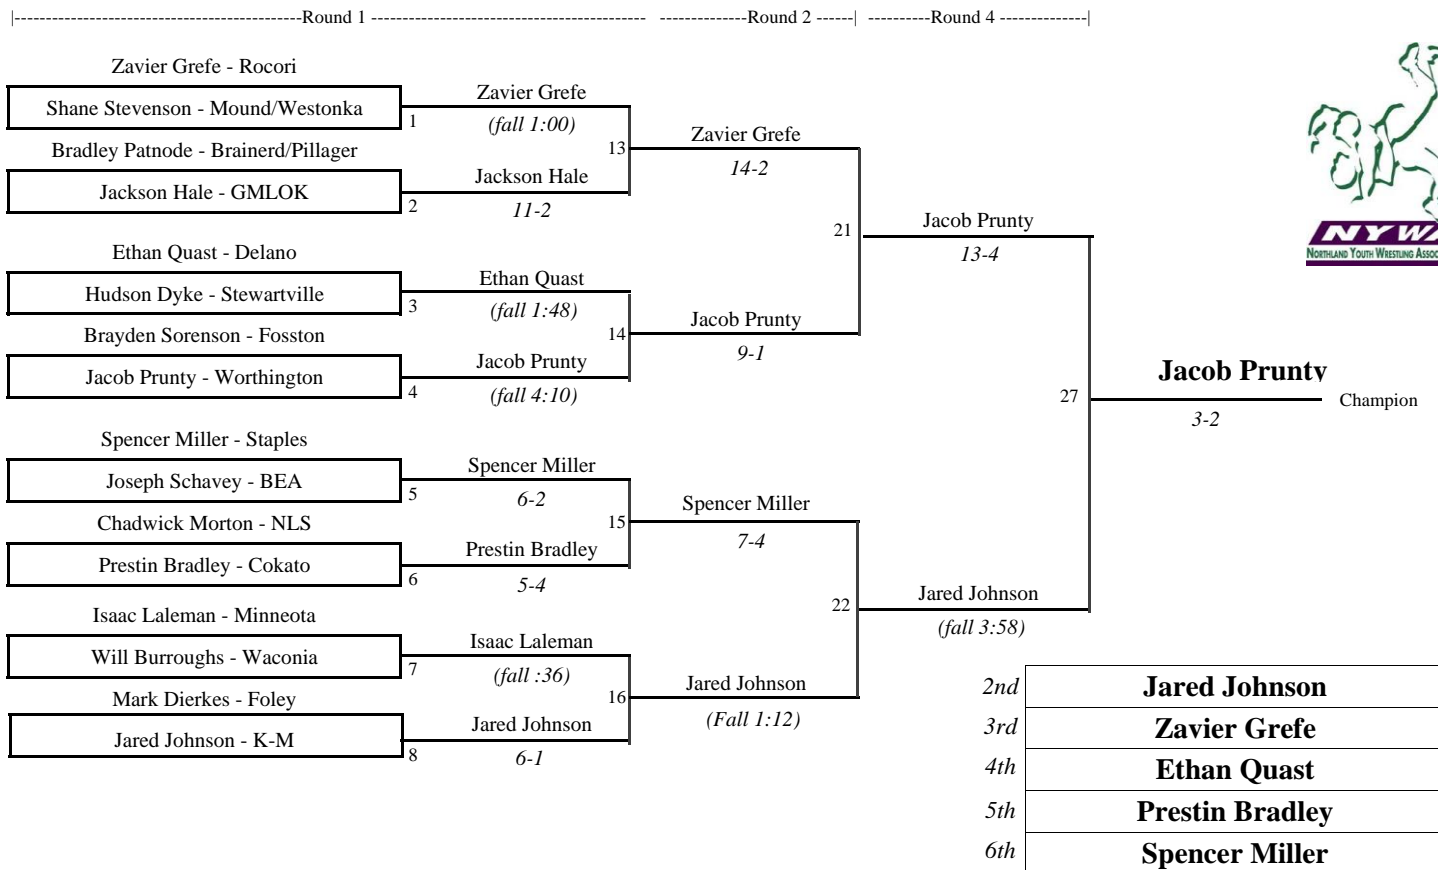 |----------------------------------------------Round 1 -------------------------------------------- --------------Round 2 ------| ----------Round 4 --------------|
Zavier Grefe - Rocori
Shane Stevenson - Mound/Westonka
1
Zavier Grefe
(fall 1:00)
Bradley Patnode - Brainerd/Pillager
Jackson Hale - GMLOK
2
Jackson Hale
11-2
13
Zavier Grefe
14-2
Ethan Quast - Delano
Hudson Dyke - Stewartville
3
Ethan Quast
(fall 1:48)
Brayden Sorenson - Fosston
Jacob Prunty - Worthington
4
Jacob Prunty
(fall 4:10)
14
Jacob Prunty
9-1
21
Jacob Prunty
13-4
Spencer Miller - Staples
Joseph Schavey - BEA
5
Spencer Miller
6-2
Chadwick Morton - NLS
Prestin Bradley - Cokato
6
Prestin Bradley
5-4
15
Spencer Miller
7-4
Isaac Laleman - Minneota
Will Burroughs - Waconia
7
Isaac Laleman
(fall :36)
Mark Dierkes - Foley
Jared Johnson - K-M
8
Jared Johnson
6-1
16
Jared Johnson
(Fall 1:12)
22
Jared Johnson
(fall 3:58)
27
Jacob Prunty
3-2
Champion
NYWA
NORTHLAND YOUTH WRESTLING ASSOC
2nd Jared Johnson
3rd Zavier Grefe
4th Ethan Quast
5th Prestin Bradley
6th Spencer Miller